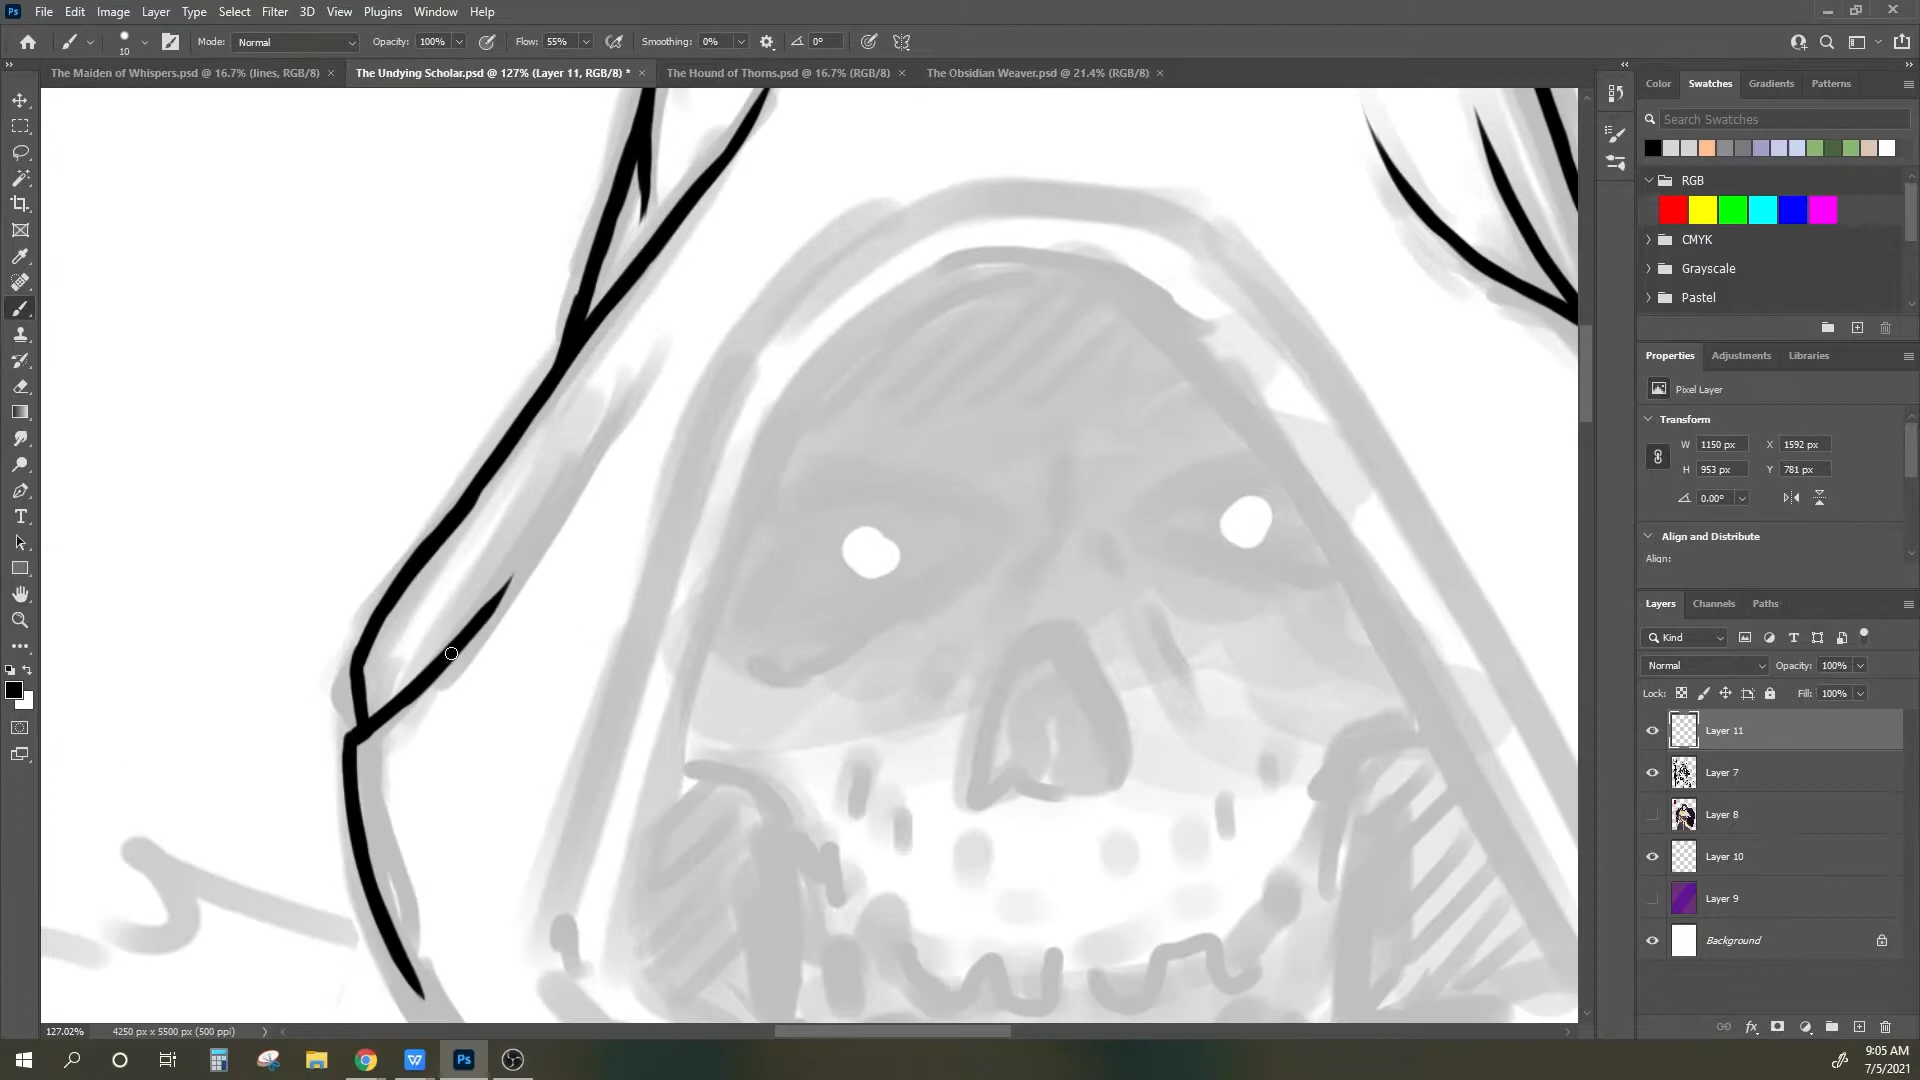 Ps File Edit Image Layer Type Select Filter 3D View Plugins Window Help
10 Mode: Normal Opacity: 100% Flow: 55% Smoothing: 0% 0°
The Maiden of Whispers.psd @ 16.7% (lines, RGB/8) × The Undying Scholar.psd @ 127% (Layer 11, RGB/8) * × The Hound of Thorns.psd @ 16.7% (RGB/8) × The Obsidian Weaver.psd @ 21.4% (RGB/8) ×
Color Swatches Gradients Patterns
Search Swatches
RGB
CMYK
Grayscale
Pastel
Properties Adjustments Libraries
Pixel Layer
Transform
W 1150 px X 1592 px
H 953 px Y 781 px
0.00°
Align and Distribute
Align:
Layers Channels Paths
Kind
Normal Opacity: 100%
Lock: Fill: 100%
Layer 11
Layer 7
Layer 8
Layer 10
Layer 9
Background
fx
127.02% 4250 px x 5500 px (500 ppi)
Ps
9:05 AM
7/5/2021